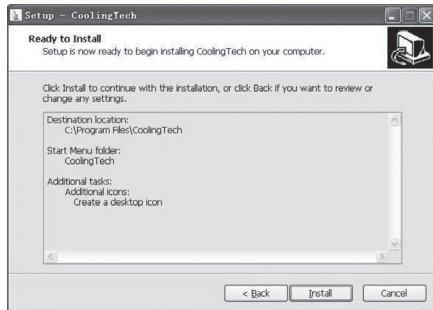 Setup - CoolingTech
Ready to Install
Setup is now ready to begin installing CoolingTech on your computer.
Click Install to continue with the installation, or click Back if you want to review or
change any settings.
Destination location:
C:\Program Files\CoolingTech
Start Menu folder:
CoolingTech
Additional tasks:
Additional icons:
Create a desktop icon
< Back
Install
Cancel